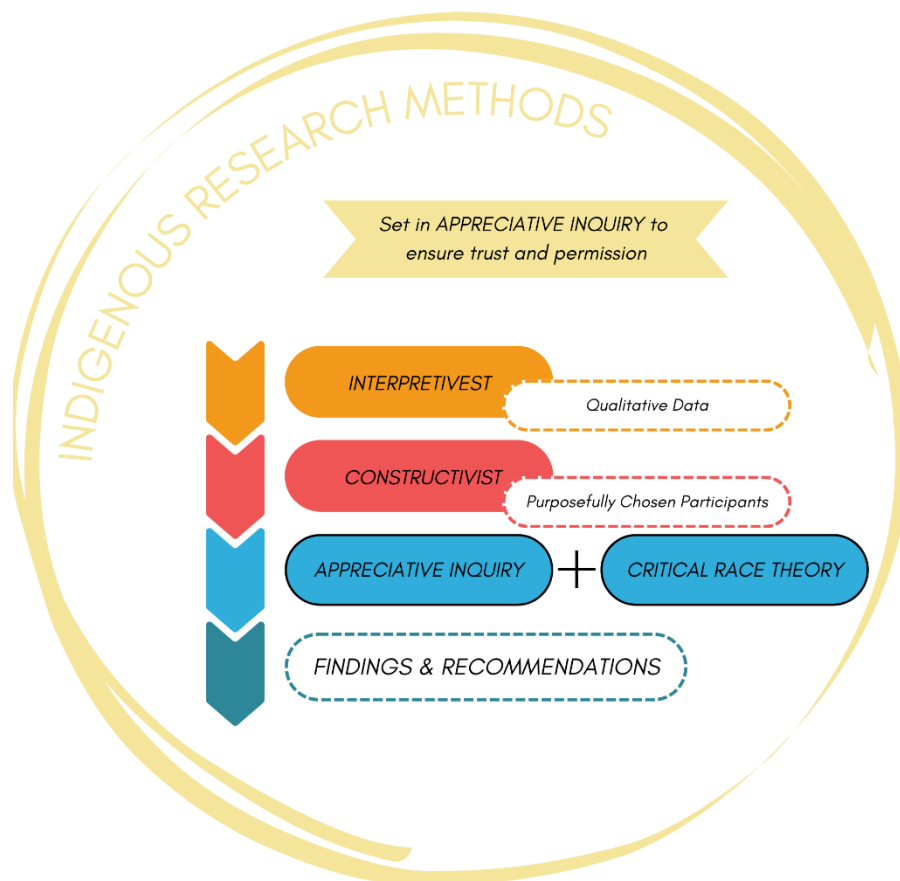 INDIGENOUS RESEARCH METHODS
Set in APPRECIATIVE INQUIRY to
ensure trust and permission
INTERPRETIVEST
Qualitative Data
CONSTRUCTIVIST
Purposefully Chosen Participants
APPRECIATIVE INQUIRY + CRITICAL RACE THEORY
FINDINGS & RECOMMENDATIONS